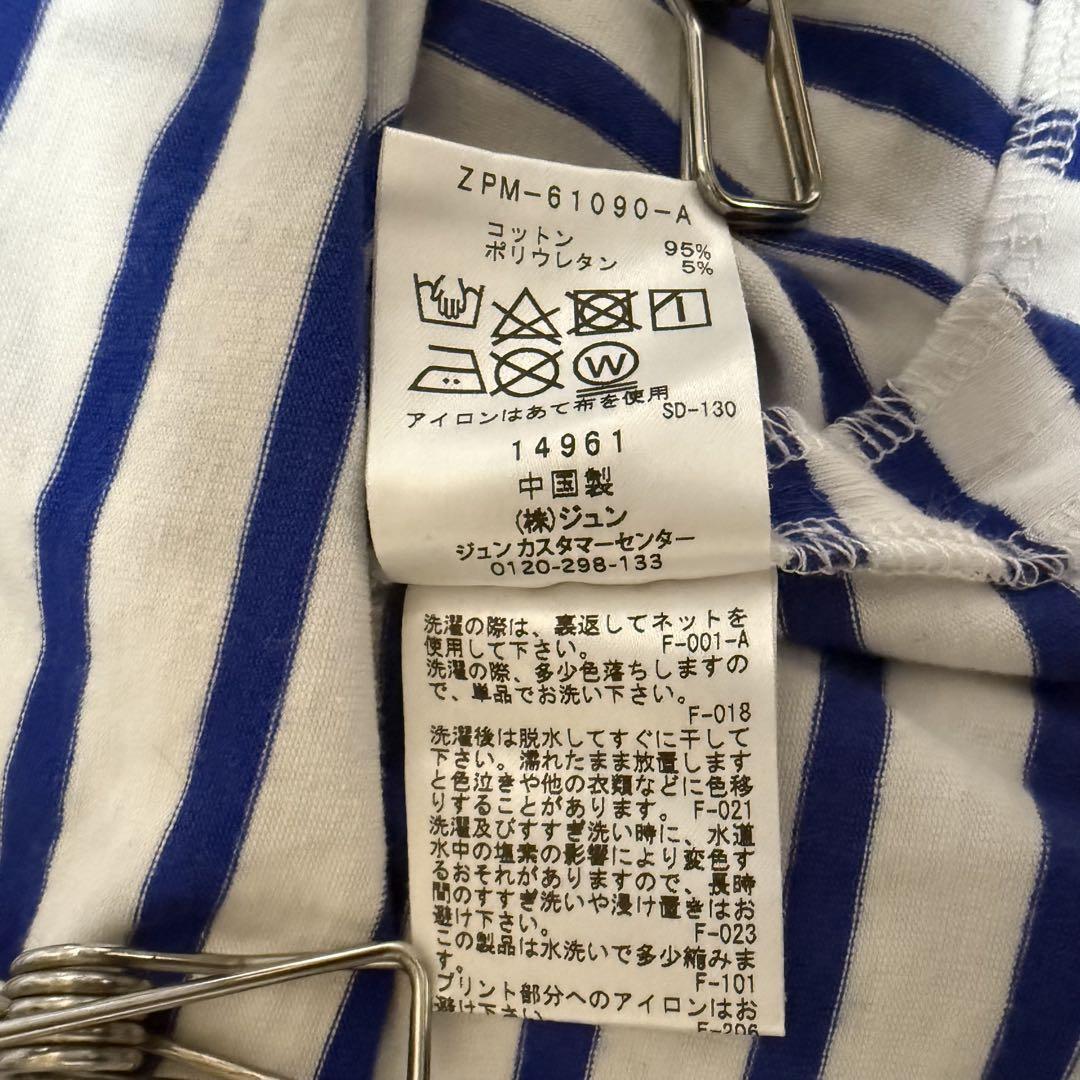 ZPM-61090-A
コットン 95%
ポリウレタン 5%
W
アイロンはあて布を使用
SD-130
14961
中国製
(株)ジュン
ジュン カスタマーセンター
0120-298-133
洗濯の際は、裏返してネットを
使用して下さい。 F-001-A
洗濯の際、多少色落ちしますの
で、単品でお洗い下さい。
F-018
洗濯後は脱水してすぐに干して
下さい。濡れたまま放置します
と色泣きや他の衣類などに色移
りすることがあります。 F-021
洗濯及びすすぎ洗い時に、水道
水中の塩素の影響により変色す
るおそれがありますので、長時
間のすすぎ洗いや浸け置きはお
避け下さい。 F-023
この製品は水洗いで多少縮みま
す。 F-101
プリント部分へのアイロンはお
避け下さい。 F-206